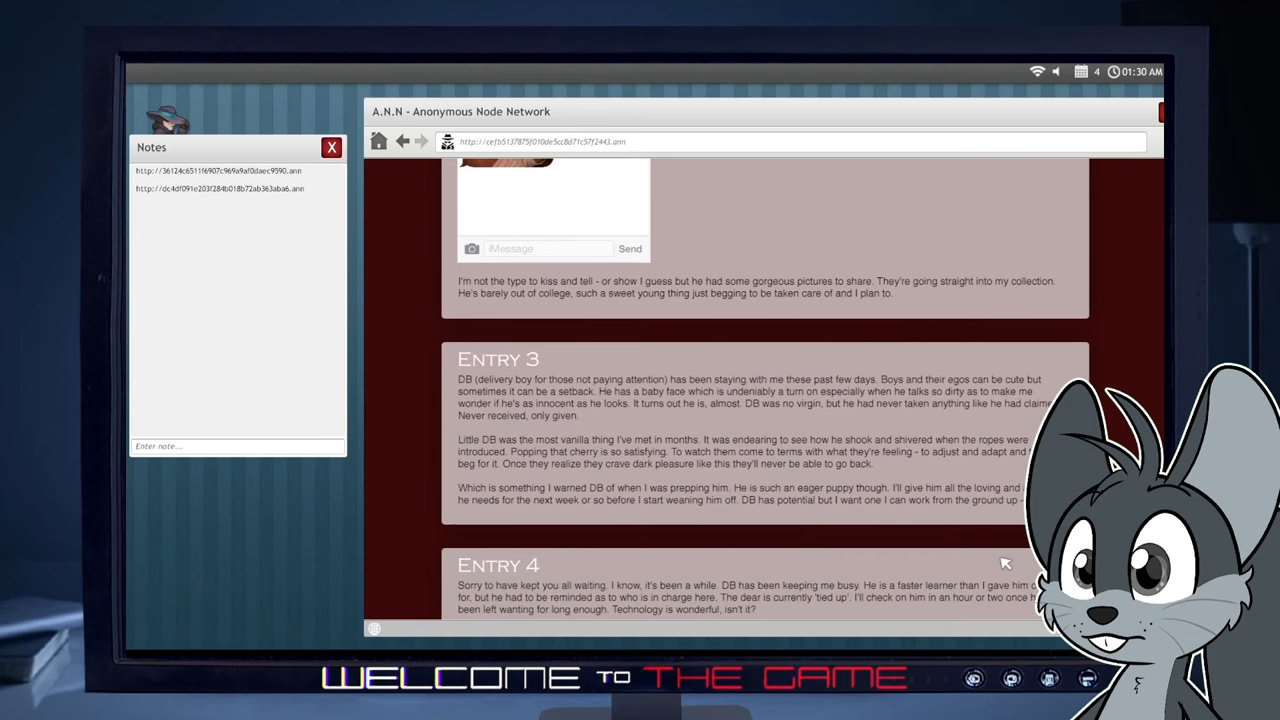 4 01:30 AM
A.N.N - Anonymous Node Network
Notes
X
http://cefb5137875f010de5cc8d71c57f2443.ann
http://36124c6511f6907c969a9af0daec9590.ann
http://dc4df091e203f284b018b72ab363aba6.ann
iMessage
Send
I'm not the type to kiss and tell - or show I guess but he had some gorgeous pictures to share. They're going straight into my collection.
He's barely out of college, such a sweet young thing just begging to be taken care of and I plan to.
Entry 3
DB (delivery boy for those not paying attention) has been staying with me these past few days. Boys and their egos can be cute but
sometimes it can be a setback. He has a baby face which is undeniably a turn on especially when he talks so dirty as to make me
wonder if he's as innocent as he looks. It turns out he is, almost. DB was no virgin, but he had never taken anything like he had claime
Never received, only given.
Little DB was the most vanilla thing I've met in months. It was endearing to see how he shook and shivered when the ropes were
introduced. Popping that cherry is so satisfying. To watch them come to terms with what they're feeling - to adjust and adapt and
beg for it. Once they realize they crave dark pleasure like this they'll never be able to go back.
Enter note...
Which is something I warned DB of when I was prepping him. He is such an eager puppy though. I'll give him all the loving and
he needs for the next week or so before I start weaning him off. DB has potential but I want one I can work from the ground up -
Entry 4
Sorry to have kept you all waiting. I know, it's been a while. DB has been keeping me busy. He is a faster learner than I gave him
for, but he had to be reminded as to who is in charge here. The dear is currently 'tied up'. I'll check on him in an hour or two once
been left wanting for long enough. Technology is wonderful, isn't it?
WELCOME TO THE GAME